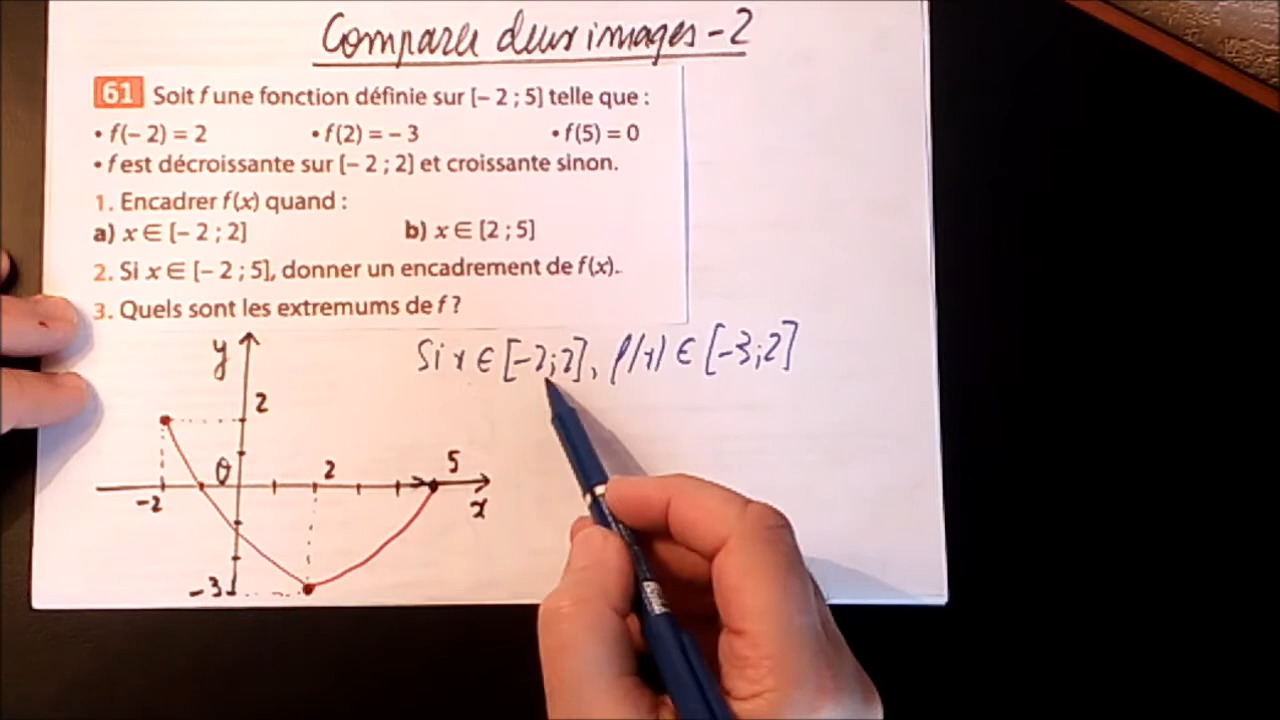 Comparer deux images - 2
61 Soit f une fonction définie sur [– 2 ; 5] telle que :
• f(– 2) = 2 • f(2) = – 3 • f(5) = 0
• f est décroissante sur [– 2 ; 2] et croissante sinon.
1. Encadrer f(x) quand :
a) x ∈ [– 2 ; 2] b) x ∈ [2 ; 5]
2. Si x ∈ [– 2 ; 5], donner un encadrement de f(x).
3. Quels sont les extremums de f ?
Si x ∈ [-2;2], f(x) ∈ [-3;2]
y
2
0 2 5
-2 x
-3